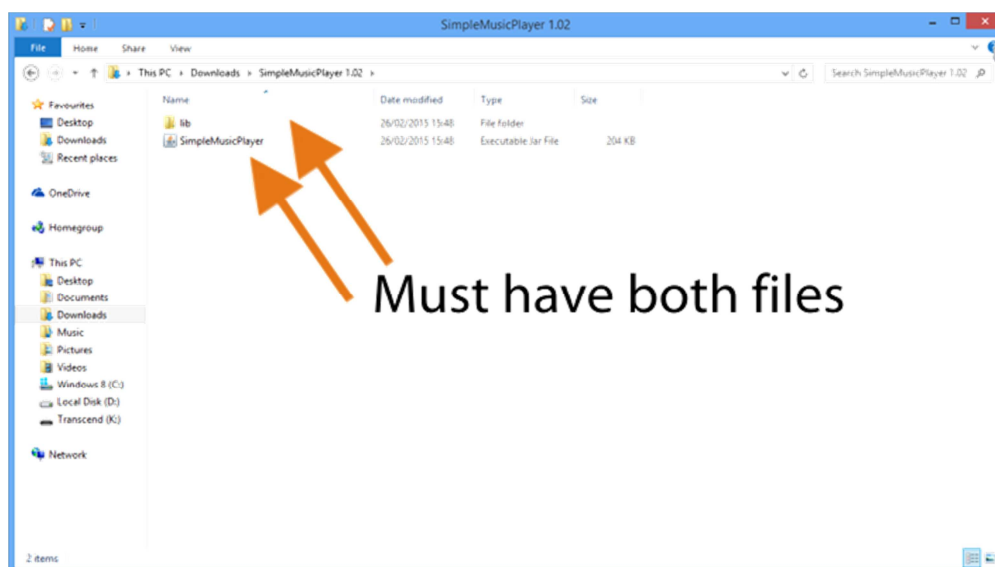 SimpleMusicPlayer 1.02
File Home Share View
This PC Downloads SimpleMusicPlayer 1.02
Search SimpleMusicPlayer 1.02
Name Date modified Type Size
lib 26/02/2015 15:48 File folder
SimpleMusicPlayer 26/02/2015 15:48 Executable Jar File 204 KB
Favourites
Desktop
Downloads
Recent places
OneDrive
Homegroup
This PC
Desktop
Documents
Downloads
Music
Pictures
Videos
Windows 8 (C:)
Local Disk (D:)
Transcend (K:)
Network
Must have both files
2 items